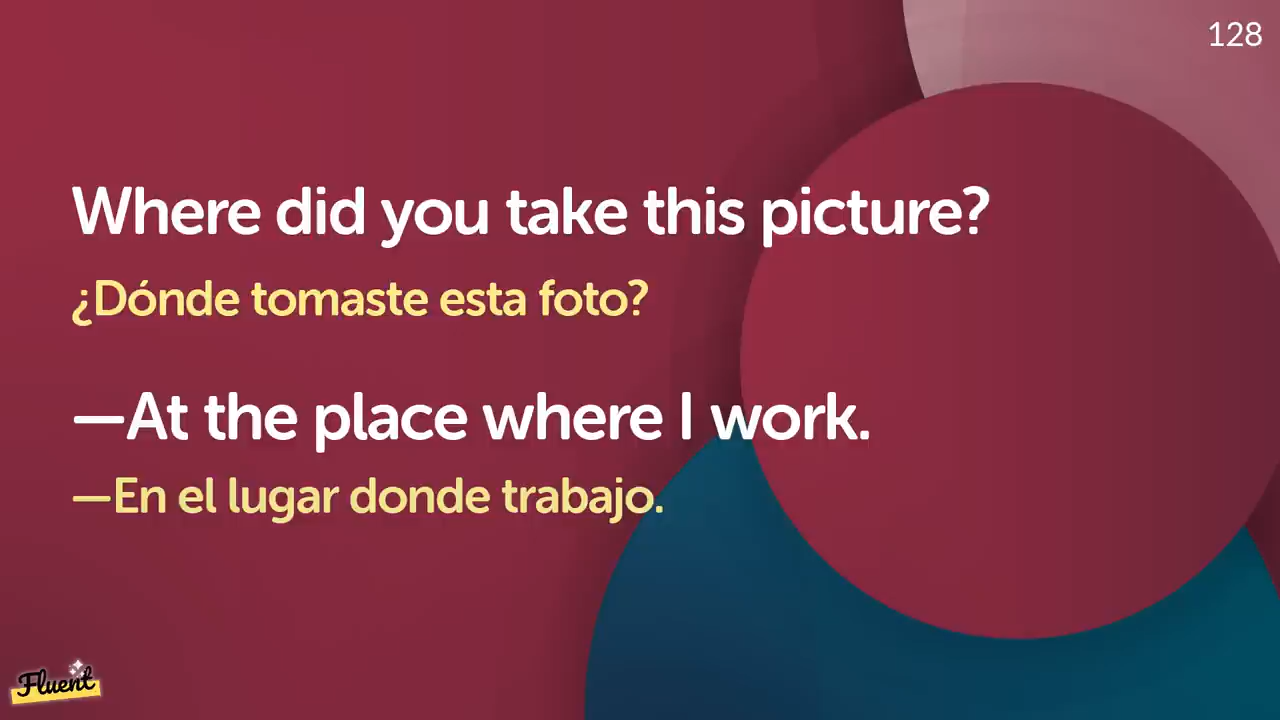 128
Where did you take this picture?
¿Dónde tomaste esta foto?
—At the place where I work.
—En el lugar donde trabajo.
Fluent